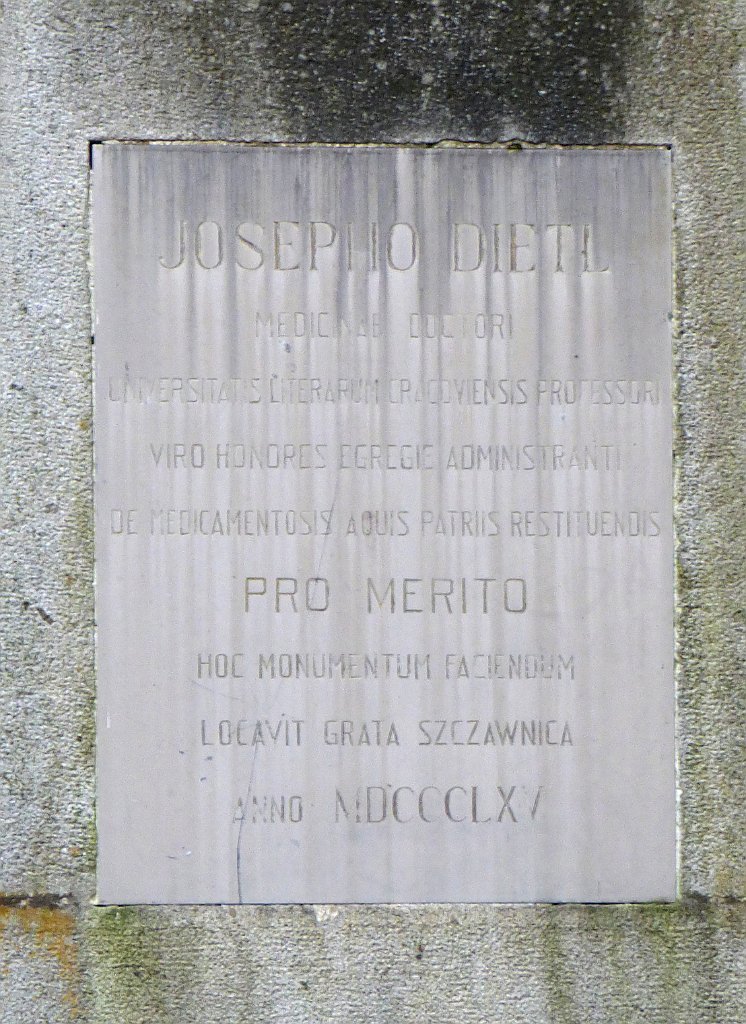 JOSEPHO DIETL
MEDICINAE DOCTORI
UNIVERSITATIS LITERARUM CRACOVIENSIS PROFESSORI
VIRO HONORES EGREGIE ADMINISTRANTI
DE MEDICAMENTOSIS AQUIS PATRIIS RESTITUENDIS
PRO MERITO
HOC MONUMENTUM FACIENDUM
LOCAVIT GRATA SZCZAWNICA
ANNO MDCCCLXV